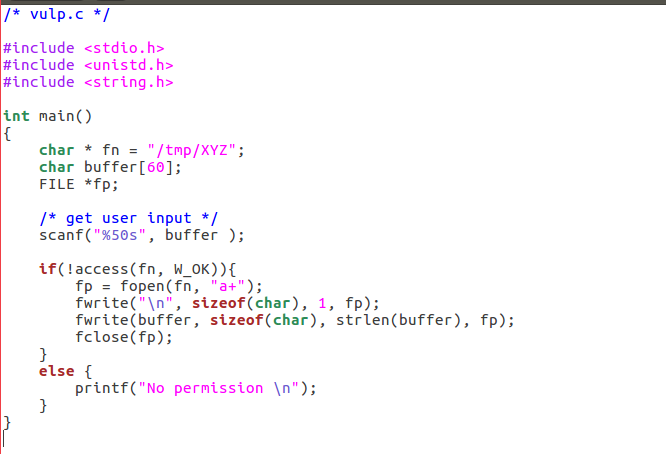 /* vulp.c */
#include <stdio.h>
#include <unistd.h>
#include <string.h>
int main()
{
char * fn = "/tmp/XYZ";
char buffer[60];
FILE *fp;
/* get user input */
scanf("%50s", buffer );
if(!access(fn, W_OK)){
fp = fopen(fn, "a+");
fwrite("\n", sizeof(char), 1, fp);
fwrite(buffer, sizeof(char), strlen(buffer), fp);
fclose(fp);
}
else {
printf("No permission \n");
}
}